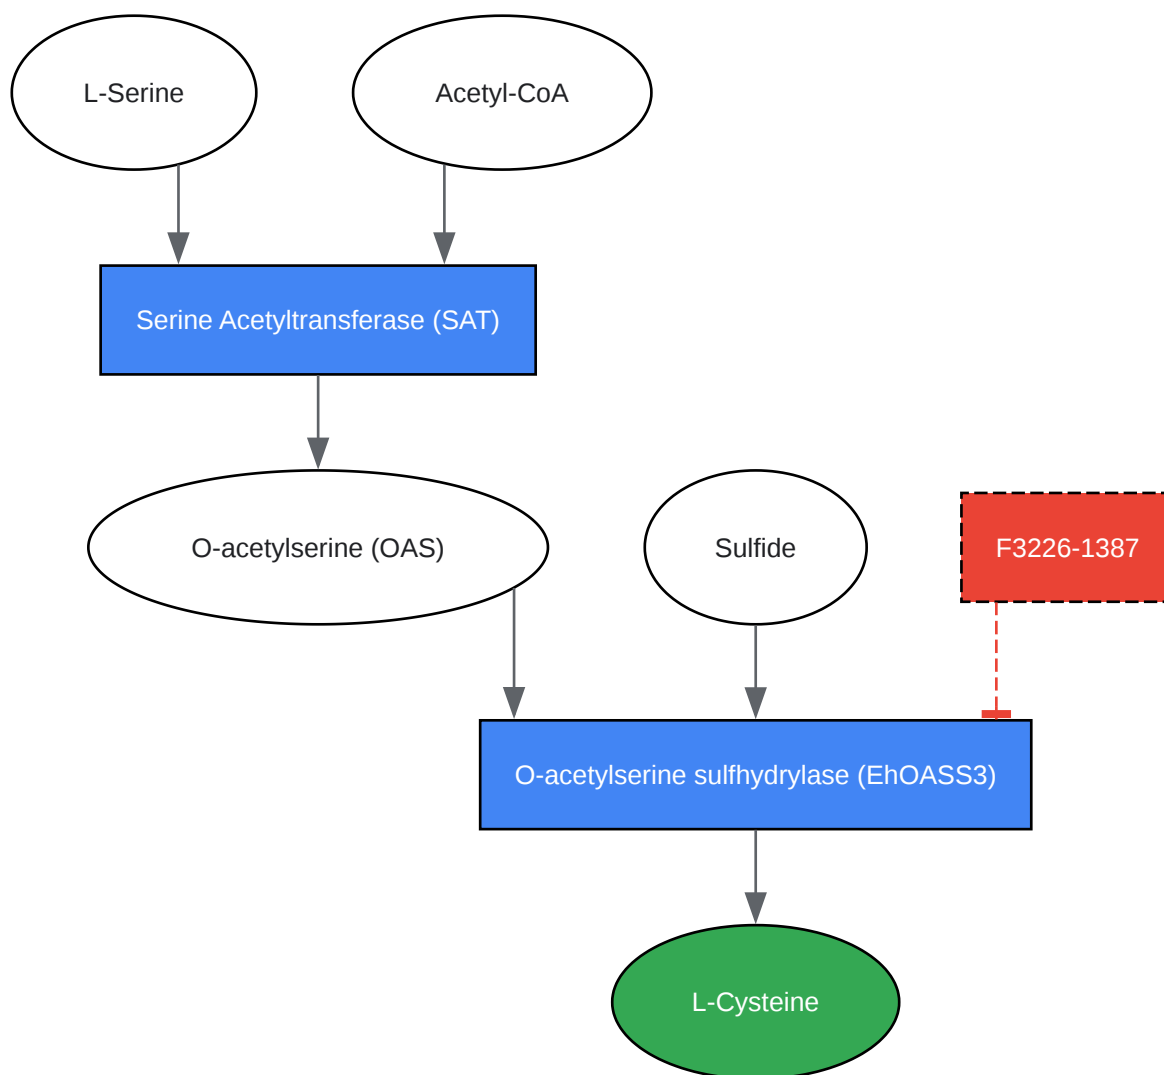 L-Serine
Acetyl-CoA
Serine Acetyltransferase (SAT)
O-acetylserine (OAS)
Sulfide
F3226-1387
O-acetylserine sulfhydrylase (EhOASS3)
L-Cysteine